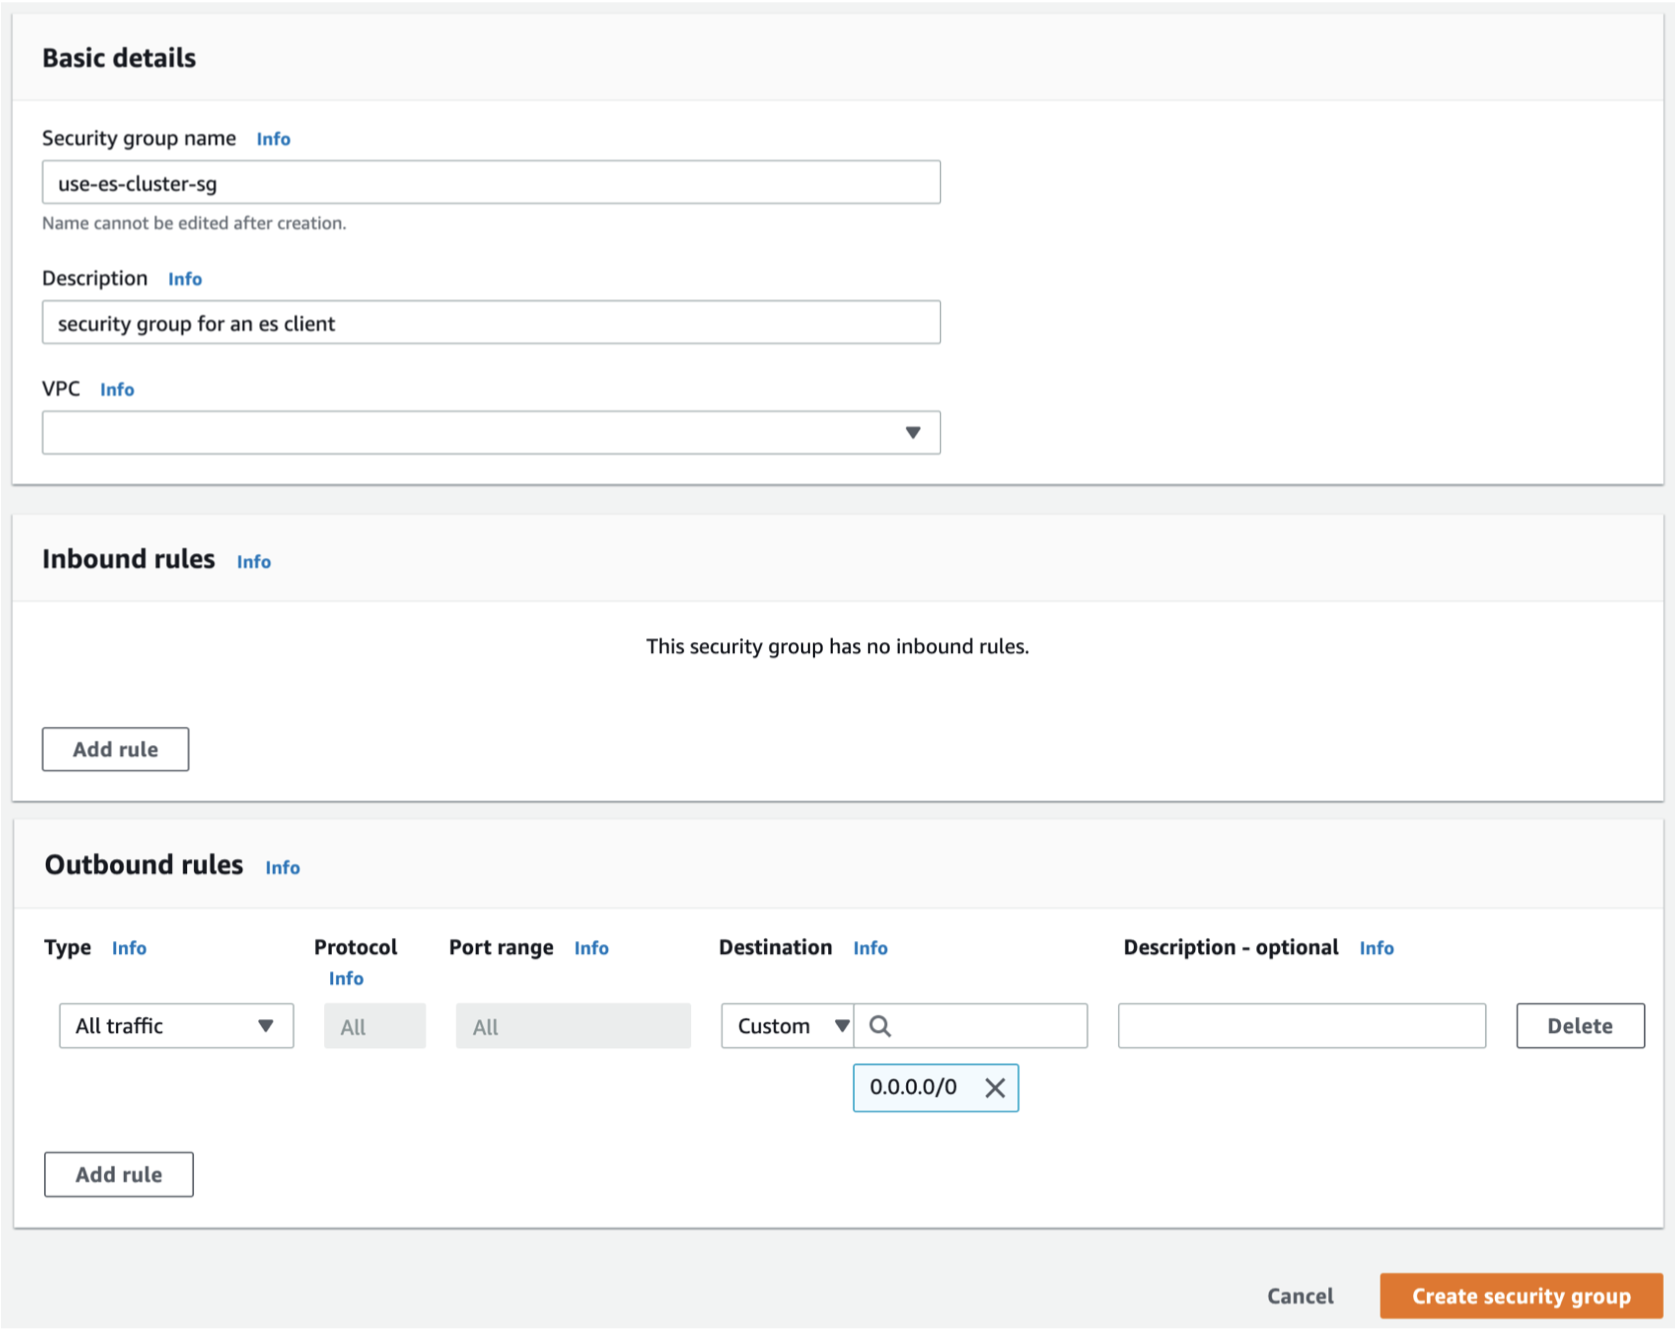 Basic details
Security group name Info
use-es-cluster-sg
Name cannot be edited after creation.
Description Info
security group for an es client
VPC Info
Inbound rules Info
This security group has no inbound rules.
Add rule
Outbound rules Info
Type Info Protocol Info Port range Info Destination Info Description - optional Info
All traffic All All Custom Delete
0.0.0.0/0
Add rule
Cancel Create security group